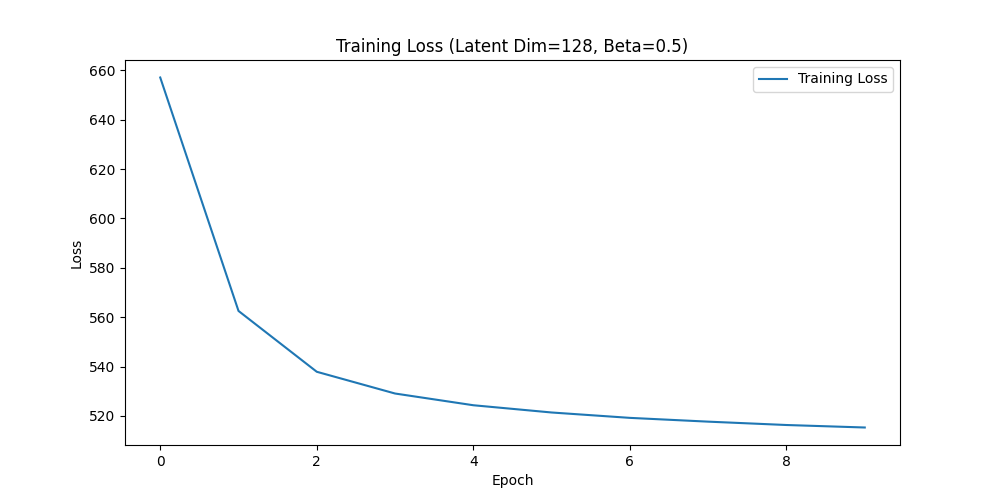 Training Loss (Latent Dim=128, Beta=0.5)
Training Loss
660
640
620
600
580
560
540
520
Loss
0 2 4 6 8
Epoch